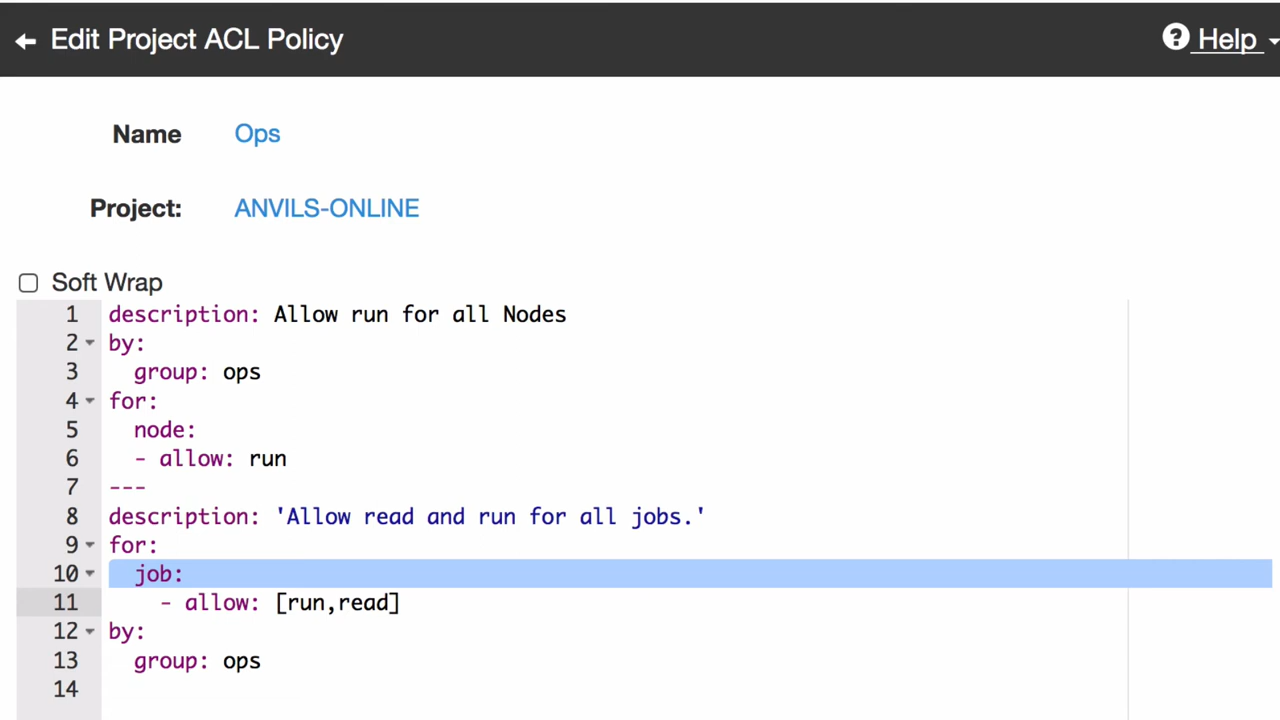 Edit Project ACL Policy
Help
Name Ops
Project: ANVILS-ONLINE
Soft Wrap
1 description: Allow run for all Nodes
2 by:
3   group: ops
4 for:
5   node:
6   - allow: run
7 ---
8 description: 'Allow read and run for all jobs.'
9 for:
10   job:
11     - allow: [run,read]
12 by:
13   group: ops
14